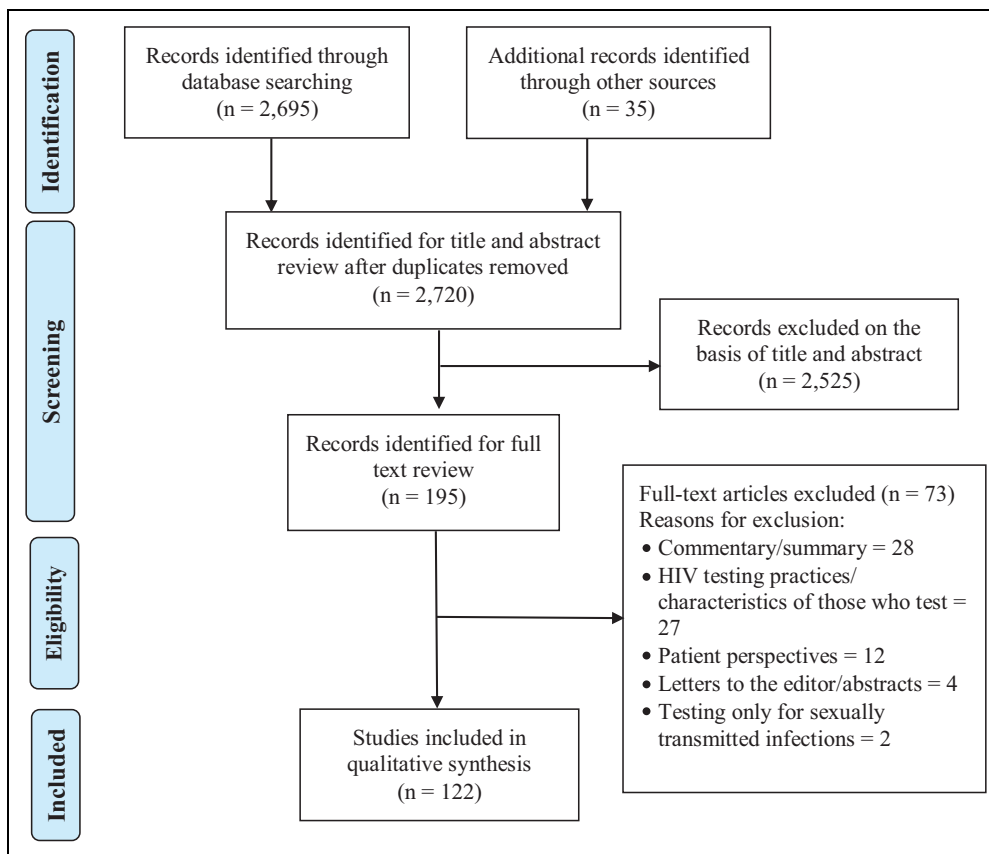 Identification
Records identified through
database searching
(n = 2,695)
Additional records identified
through other sources
(n = 35)
Screening
Records identified for title and abstract
review after duplicates removed
(n = 2,720)
Records excluded on the
basis of title and abstract
(n = 2,525)
Records identified for full
text review
(n = 195)
Eligibility
Full-text articles excluded (n = 73)
Reasons for exclusion:
• Commentary/summary = 28
• HIV testing practices/
characteristics of those who test =
27
• Patient perspectives = 12
• Letters to the editor/abstracts = 4
• Testing only for sexually
transmitted infections = 2
Included
Studies included in
qualitative synthesis
(n = 122)